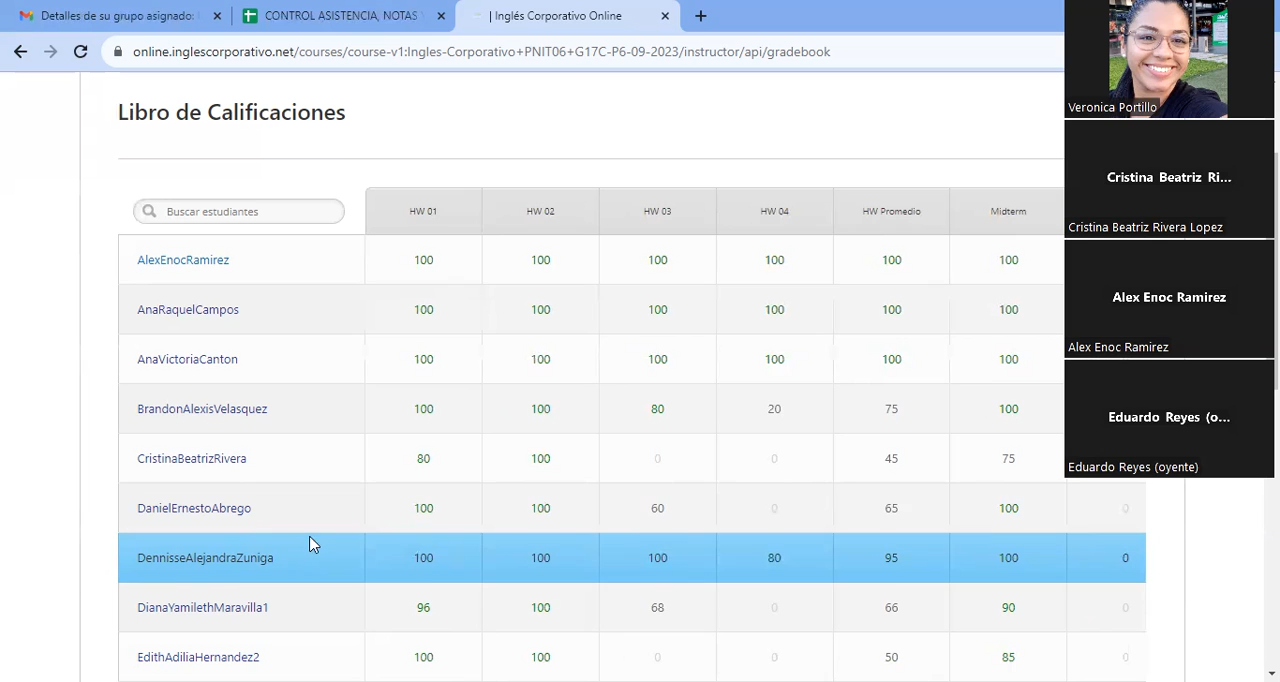 Detalles de su grupo asignado:
CONTROL ASISTENCIA, NOTAS
| Inglés Corporativo Online
online.inglescorporativo.net/courses/course-v1:Ingles-Corporativo+PNIT06+G17C-P6-09-2023/instructor/api/gradebook
Libro de Calificaciones
Buscar estudiantes HW 01 HW 02 HW 03 HW 04 HW Promedio Midterm
AlexEnocRamirez 100 100 100 100 100 100
AnaRaquelCampos 100 100 100 100 100 100
AnaVictoriaCanton 100 100 100 100 100 100
BrandonAlexisVelasquez 100 100 80 20 75 100
CristinaBeatrizRivera 80 100 0 0 45 75
DanielErnestoAbrego 100 100 60 0 65 100 0
DennisseAlejandraZuniga 100 100 100 80 95 100 0
DianaYamilethMaravilla1 96 100 68 0 66 90 0
EdithAdiliaHernandez2 100 100 0 0 50 85 0
Veronica Portillo
Cristina Beatriz Ri...
Cristina Beatriz Rivera Lopez
Alex Enoc Ramirez
Alex Enoc Ramirez
Eduardo Reyes (o...
Eduardo Reyes (oyente)